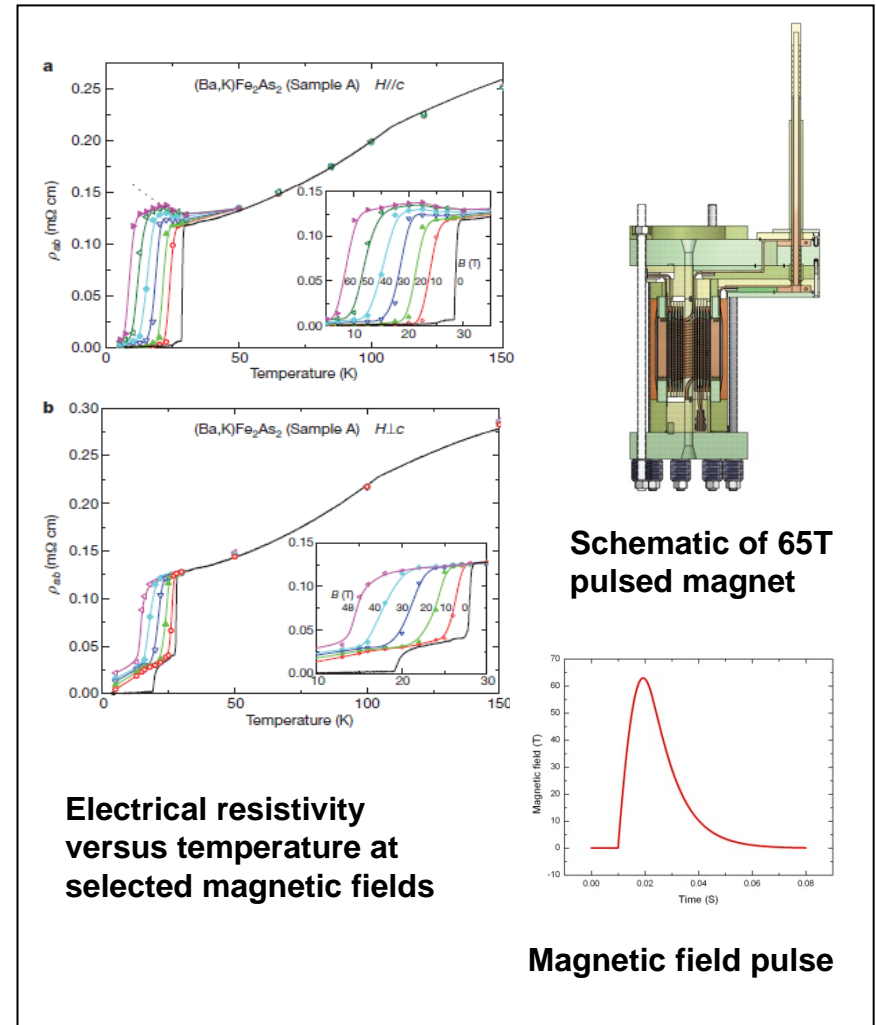 a
(Ba,K)Fe₂As₂ (Sample A) H//c
0.25
0.20
0.15
0.10
0.05
0.00
ρab (mΩ cm)
0.15
0.10
0.05
0.00
B (T)
60 50 40 30 20 10 0
10 20 30
50 100 150
Temperature (K)
b
(Ba,K)Fe₂As₂ (Sample A) H⊥c
0.30
0.25
0.20
0.15
0.10
0.05
0.00
ρab (mΩ cm)
0.15
0.10
0.05
0.00
B (T)
48 40 30 20 10 0
10 20 30
0 50 100 150
Temperature (K)
Electrical resistivity
versus temperature at
selected magnetic fields
Schematic of 65T
pulsed magnet
70
60
50
40
30
20
10
0
-10
Magnetic field (T)
0.00 0.02 0.04 0.06 0.08
Time (S)
Magnetic field pulse